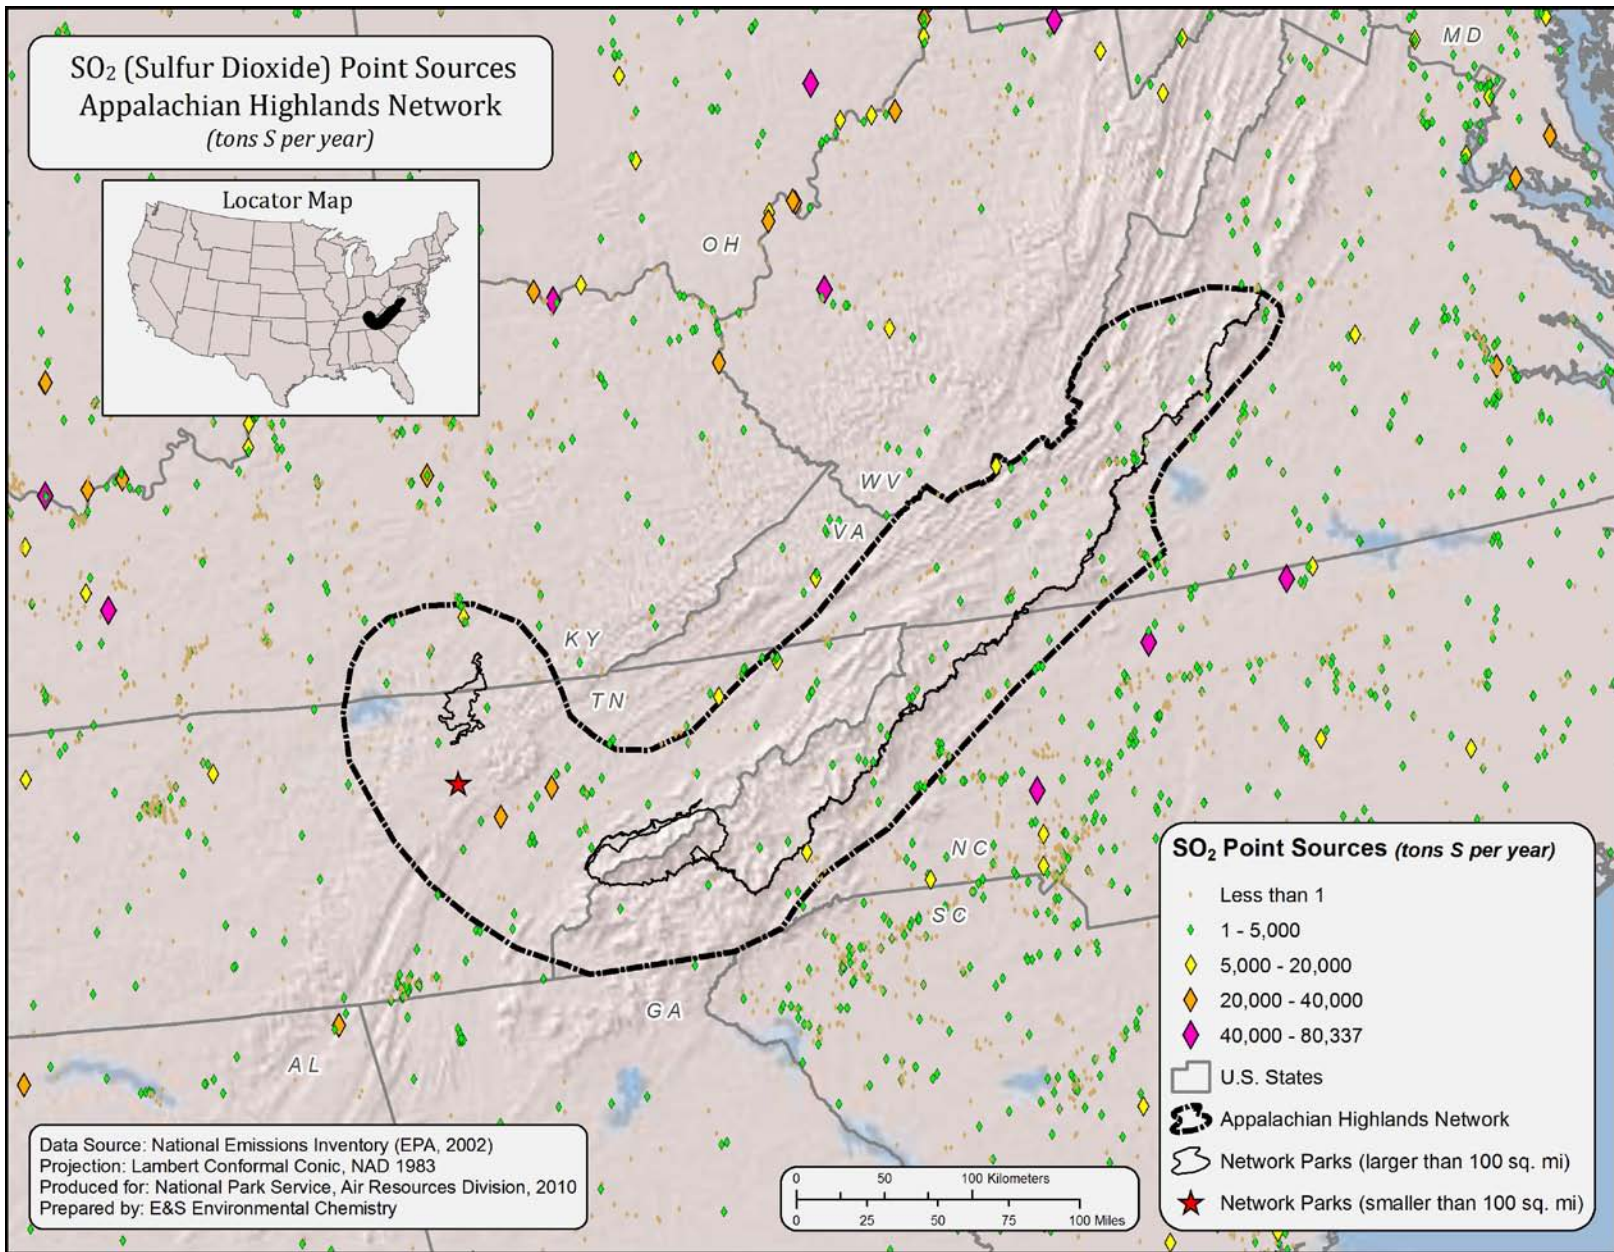 SO₂ (Sulfur Dioxide) Point Sources
Appalachian Highlands Network
(tons S per year)
Locator Map
MD
OH
WV
VA
KY
TN
NC
SC
GA
AL
SO₂ Point Sources (tons S per year)
Less than 1
1 - 5,000
5,000 - 20,000
20,000 - 40,000
40,000 - 80,337
U.S. States
Appalachian Highlands Network
Network Parks (larger than 100 sq. mi)
Network Parks (smaller than 100 sq. mi)
Data Source: National Emissions Inventory (EPA, 2002)
Projection: Lambert Conformal Conic, NAD 1983
Produced for: National Park Service, Air Resources Division, 2010
Prepared by: E&S Environmental Chemistry
0 50 100 Kilometers
0 25 50 75 100 Miles